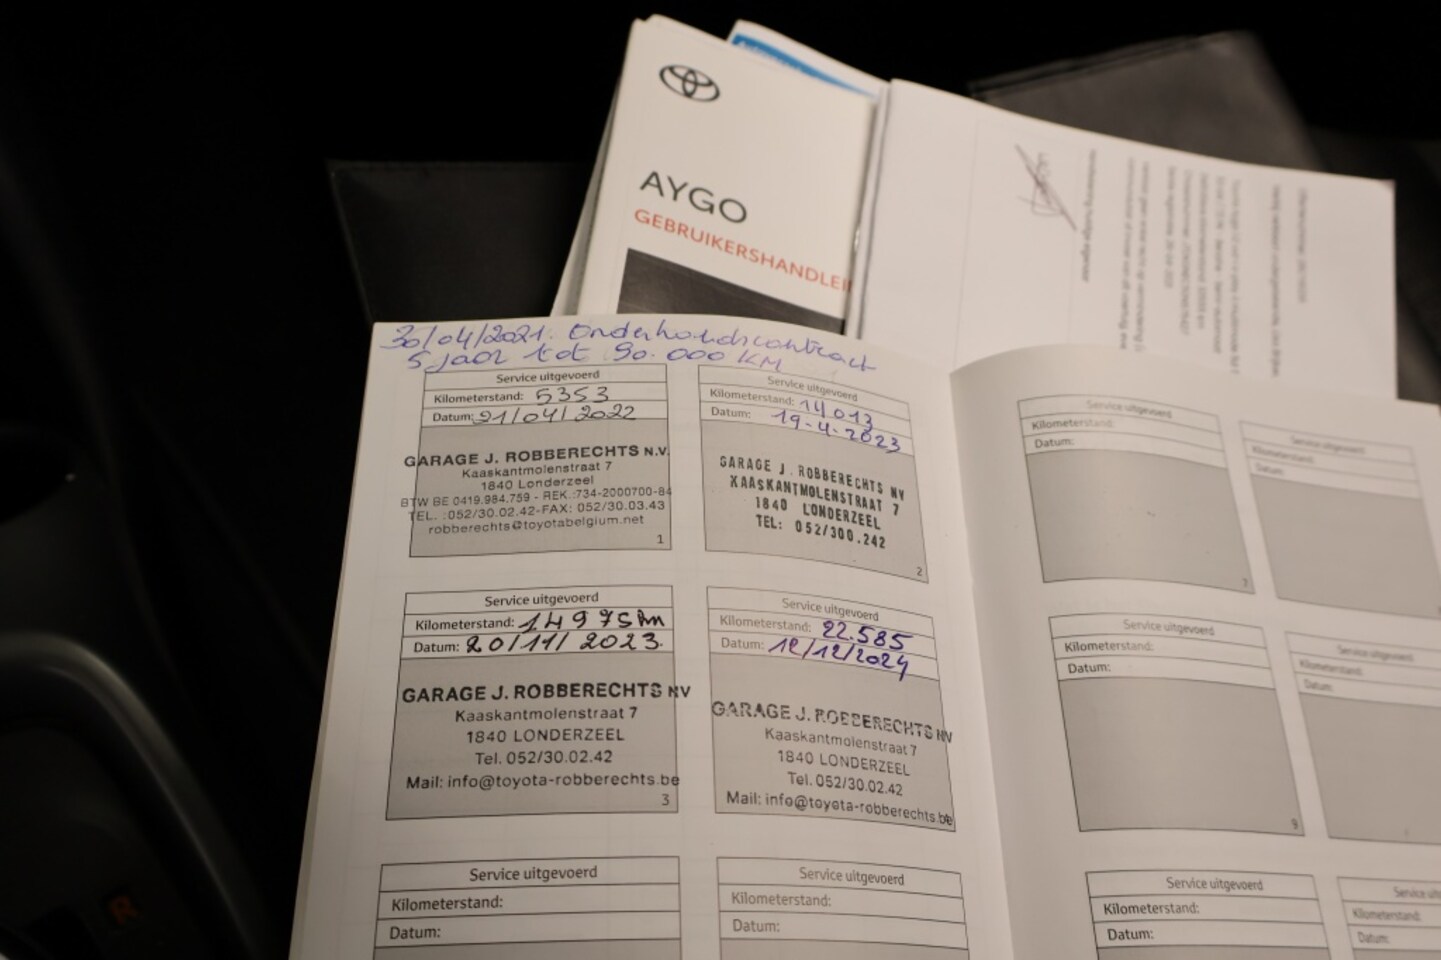 AYGO
GEBRUIKERSHANDLEI
30/04/2021. Onderhoudscontract
5 jaar tot 90.000 KM
Service uitgevoerd
Kilometerstand: 5353
Datum: 21/04/2022
GARAGE J. ROBBERECHTS N.V.
Kaaskantmolenstraat 7
1840 Londerzeel
BTW BE 0419.984.759 - REK.:734-2000700-84
TEL. :052/30.02.42-FAX: 052/30.03.43
robberechts@toyotabelgium.net
1
Service uitgevoerd
Kilometerstand: 14013
Datum: 19-4-2023
GARAGE J. ROBBERECHTS NV
KAASKANTMOLENSTRAAT 7
1840 LONDERZEEL
TEL: 052/300.242
2
Service uitgevoerd
Kilometerstand: 14975km
Datum: 20/11/2023.
GARAGE J. ROBBERECHTS NV
Kaaskantmolenstraat 7
1840 LONDERZEEL
Tel. 052/30.02.42
Mail: info@toyota-robberechts.be
3
Service uitgevoerd
Kilometerstand: 22.585
Datum: 12/12/2024
GARAGE J. ROBBERECHTS NV
Kaaskantmolenstraat 7
1840 LONDERZEEL
Tel. 052/30.02.42
Mail: info@toyota-robberechts.be
Service uitgevoerd
Kilometerstand:
Datum:
Service uitgevoerd
Kilometerstand:
Datum:
Service uitgevoerd
Kilometerstand:
Datum:
7
Service uitgevoerd
Kilometerstand:
Datum:
Service uitgevoerd
Kilometerstand:
Datum:
9
Service uitgevoerd
Kilometerstand:
Datum:
Service uitgevoerd
Kilometerstand:
Datum:
Service
Kilometerstand:
Datum:
R